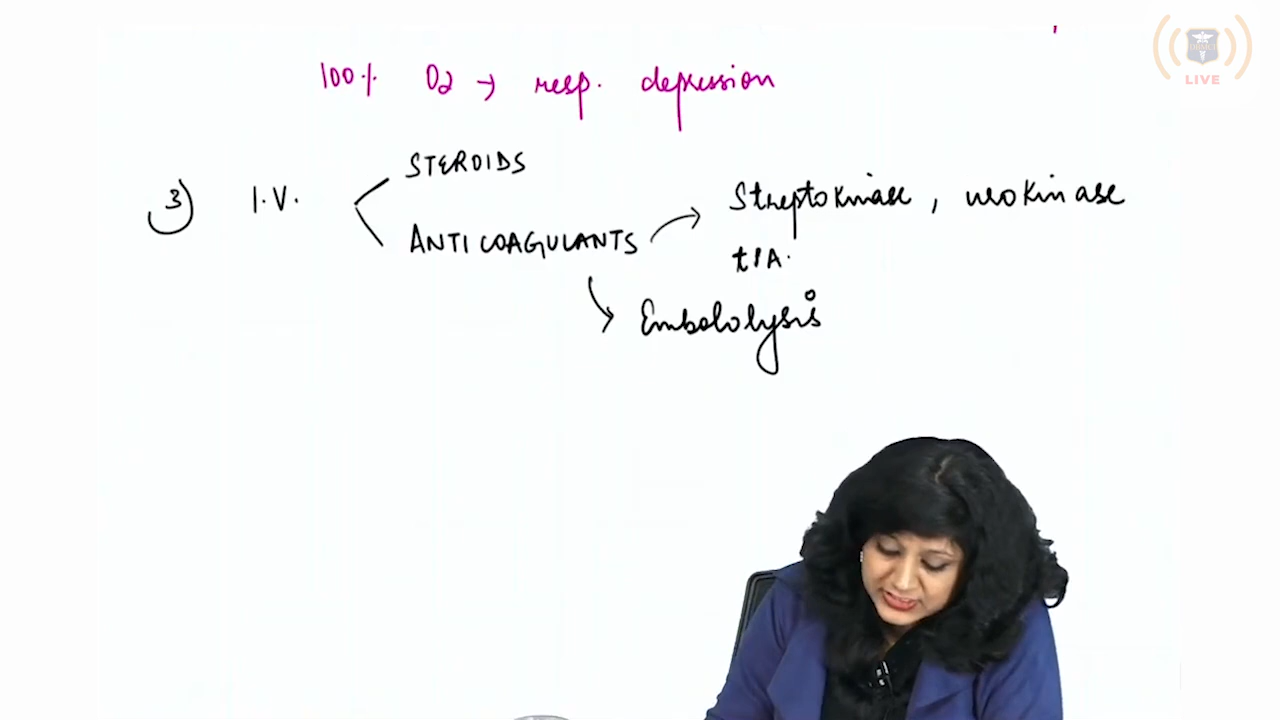 100% O2 → resp. depression
3) I.V.
STEROIDS
ANTICOAGULANTS → Streptokinase, urokinase
tPA.
→ Embololysis
LIVE